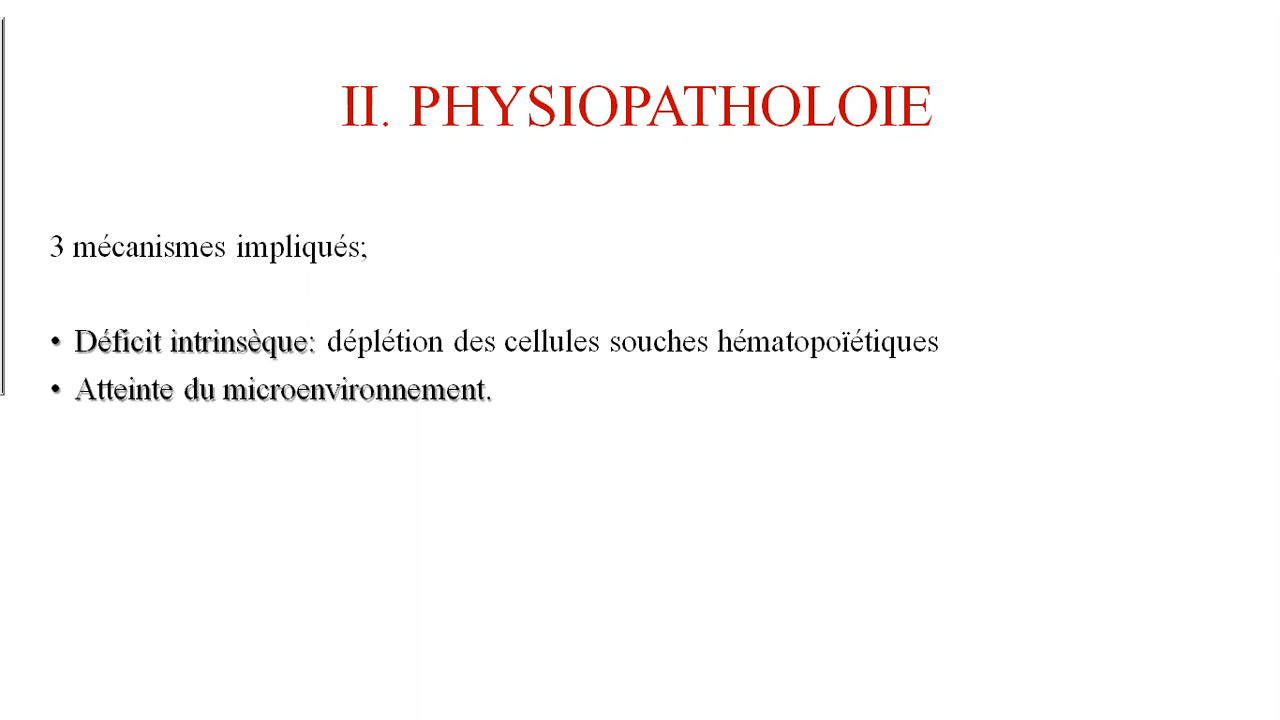 II. PHYSIOPATHOLOIE
3 mécanismes impliqués;
• Déficit intrinsèque: déplétion des cellules souches hématopoïétiques
• Atteinte du microenvironnement.